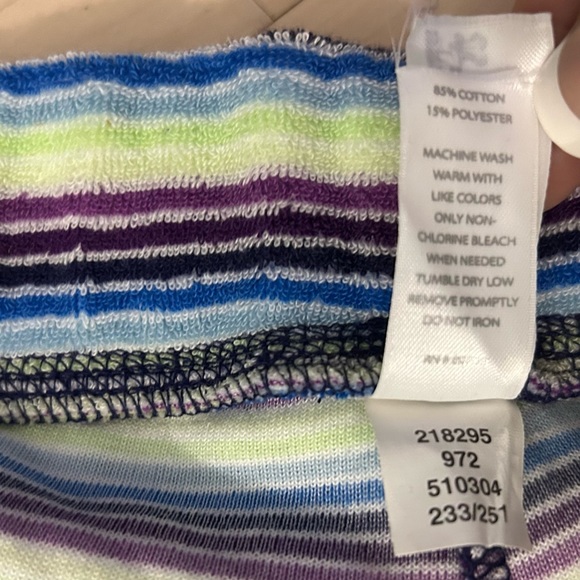 85% COTTON
15% POLYESTER
MACHINE WASH
WARM WITH
LIKE COLORS
ONLY NON-
CHLORINE BLEACH
WHEN NEEDED
TUMBLE DRY LOW
REMOVE PROMPTLY
DO NOT IRON
RN #
218295
972
510304
233/251